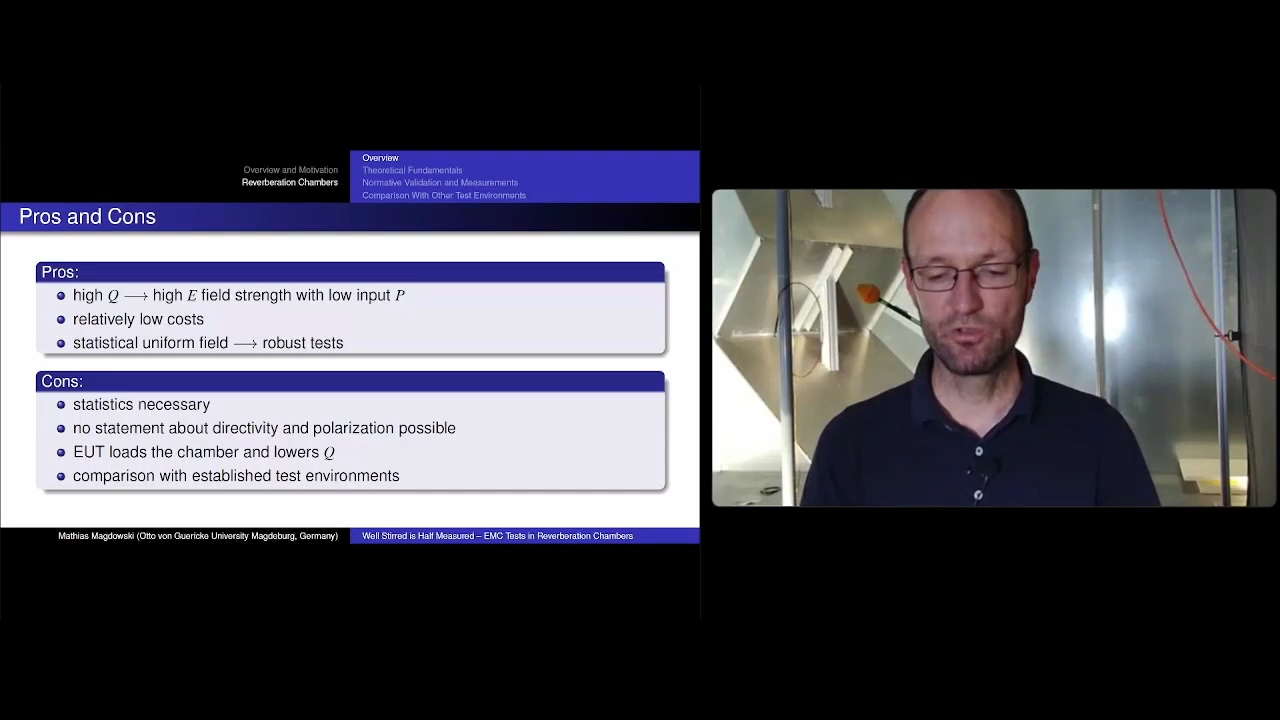 Overview and Motivation
Reverberation Chambers
Overview
Theoretical Fundamentals
Normative Validation and Measurements
Comparison With Other Test Environments
Pros and Cons
Pros:
high Q ⟶ high E field strength with low input P
relatively low costs
statistical uniform field ⟶ robust tests
Cons:
statistics necessary
no statement about directivity and polarization possible
EUT loads the chamber and lowers Q
comparison with established test environments
Mathias Magdowski (Otto von Guericke University Magdeburg, Germany)
Well Stirred is Half Measured – EMC Tests in Reverberation Chambers